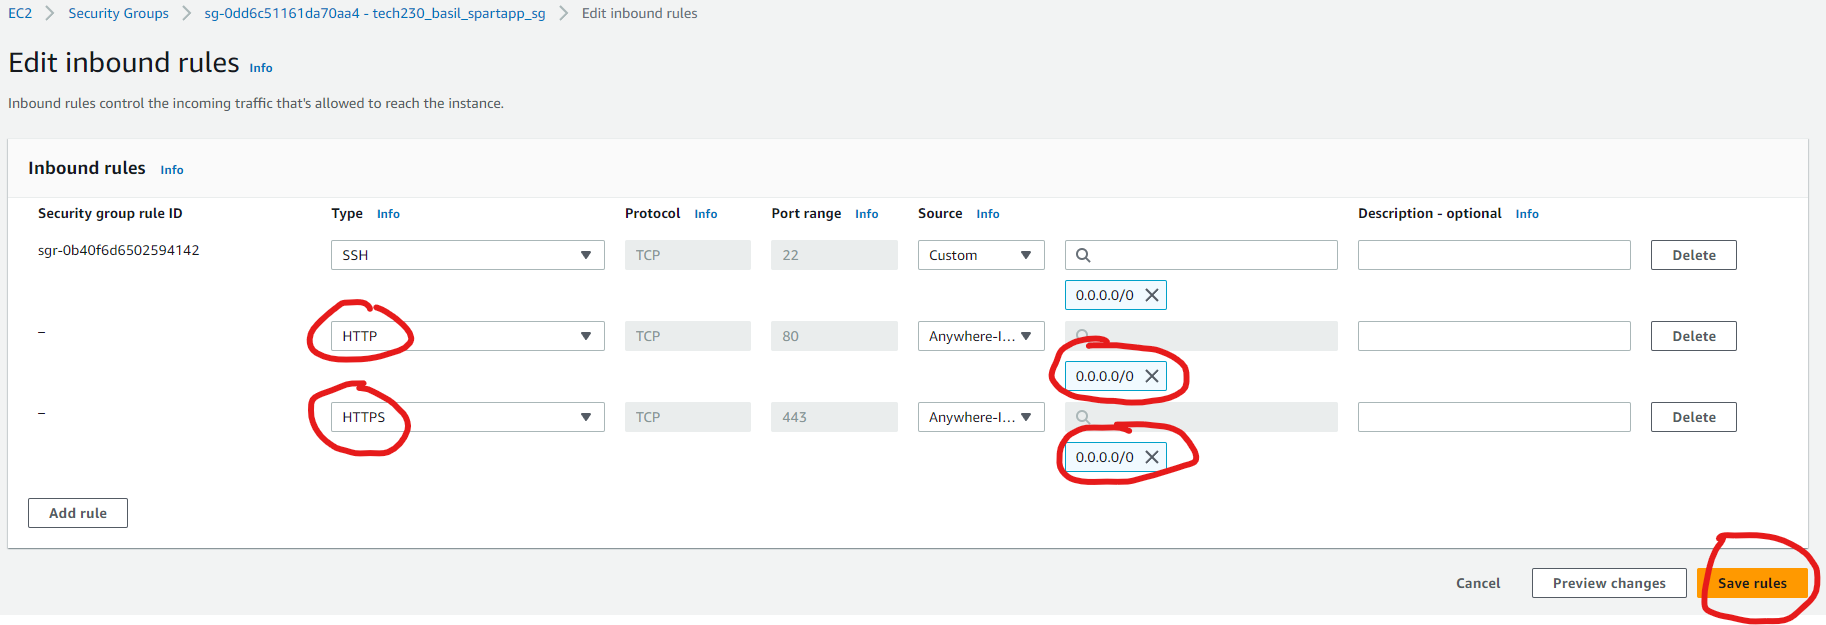 EC2 > Security Groups > sg-0dd6c51161da70aa4 - tech230_basil_spartapp_sg > Edit inbound rules
Edit inbound rules Info
Inbound rules control the incoming traffic that's allowed to reach the instance.
Inbound rules Info
Security group rule ID Type Info Protocol Info Port range Info Source Info Description - optional Info
sgr-0b40f6d6502594142 SSH TCP 22 Custom Delete
0.0.0.0/0
– HTTP TCP 80 Anywhere-I... Delete
0.0.0.0/0
– HTTPS TCP 443 Anywhere-I... Delete
0.0.0.0/0
Add rule
Cancel Preview changes Save rules